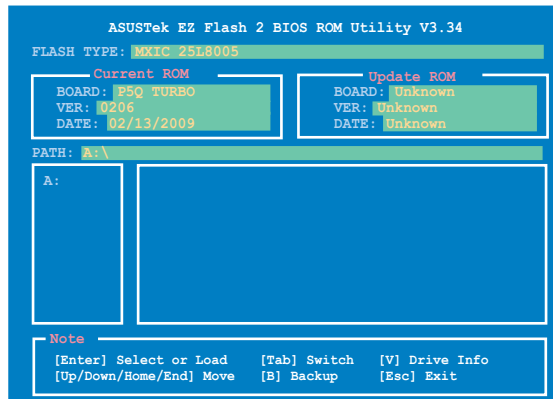 ASUSTek EZ Flash 2 BIOS ROM Utility V3.34
FLASH TYPE: MXIC 25L8005
Current ROM
BOARD: P5Q TURBO
VER: 0206
DATE: 02/13/2009
Update ROM
BOARD: Unknown
VER: Unknown
DATE: Unknown
PATH: A:\
A:
Note
[Enter] Select or Load [Tab] Switch [V] Drive Info
[Up/Down/Home/End] Move [B] Backup [Esc] Exit